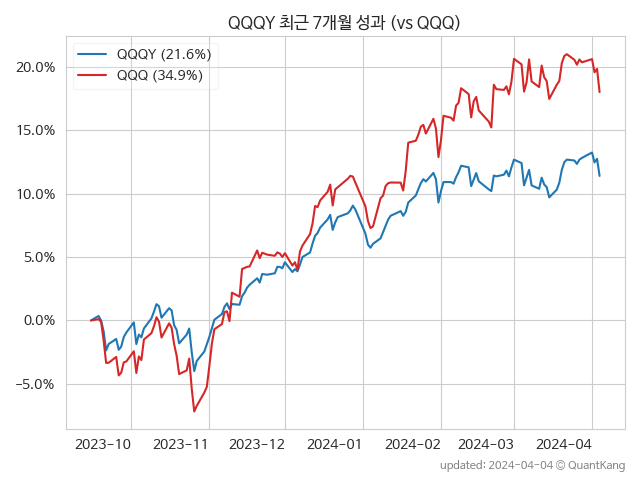 QQQY 최근 7개월 성과 (vs QQQ)
QQQY (21.6%)
QQQ (34.9%)
20.0%
15.0%
10.0%
5.0%
0.0%
−5.0%
2023−10 2023−11 2023−12 2024−01 2024−02 2024−03 2024−04
updated: 2024-04-04 © QuantKang